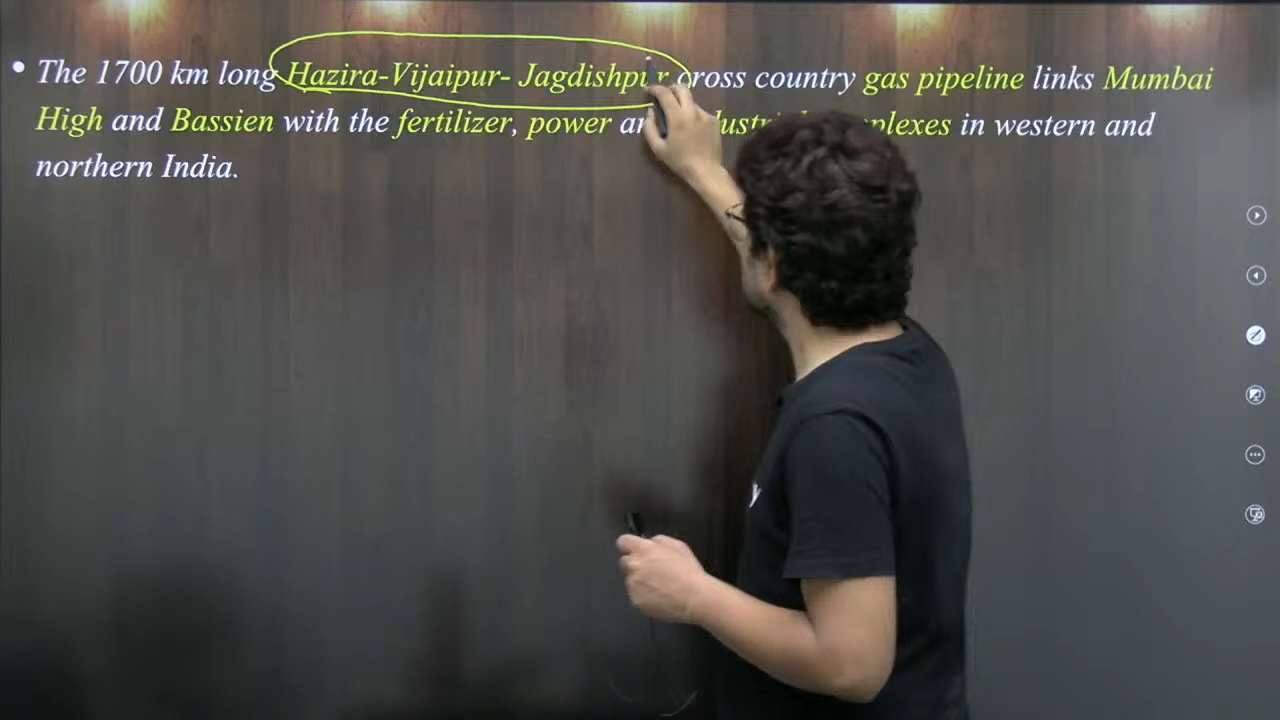 • The 1700 km long Hazira-Vijaipur- Jagdishpur cross country gas pipeline links Mumbai
High and Bassien with the fertilizer, power complexes in western and
northern India.